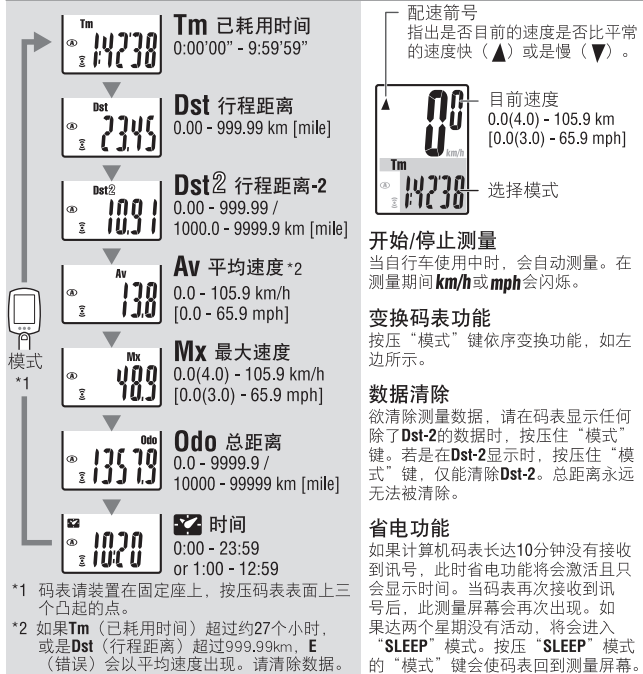 Tm
1:42'38
Tm 已耗用时间
0:00'00" - 9:59'59"
Dst
23.45
Dst 行程距离
0.00 - 999.99 km [mile]
Dst2
10.91
Dst2 行程距离-2
0.00 - 999.99 /
1000.0 - 9999.9 km [mile]
Av
13.8
Av 平均速度*2
0.0 - 105.9 km/h
[0.0 - 65.9 mph]
模式
*1
Mx
48.9
Mx 最大速度
0.0(4.0) - 105.9 km/h
[0.0(3.0) - 65.9 mph]
Odo
1357.9
Odo 总距离
0.0 - 9999.9 /
10000 - 99999 km [mile]
10:20
时间
0:00 - 23:59
or 1:00 - 12:59
*1 码表请装置在固定座上，按压码表表面上三
个凸起的点。
*2 如果Tm（已耗用时间）超过约27个小时，
或是Dst（行程距离）超过999.99km，E
（错误）会以平均速度出现。请清除数据。
配速箭号
指出是否目前的速度是否比平常
的速度快（▲）或是慢（▼）。
0.0
km/h
Tm
1:42'38
目前速度
0.0(4.0) - 105.9 km
[0.0(3.0) - 65.9 mph]
选择模式
开始/停止测量
当自行车使用中时，会自动测量。在
测量期间km/h或mph会闪烁。
变换码表功能
按压“模式”键依序变换功能，如左
边所示。
数据清除
欲清除测量数据，请在码表显示任何
除了Dst-2的数据时，按压住“模式”
键。若是在Dst-2显示时，按压住“模
式”键，仅能清除Dst-2。总距离永远
无法被清除。
省电功能
如果计算机码表长达10分钟没有接收
到讯号，此时省电功能将会激活且只
会显示时间。当码表再次接收到讯
号后，此测量屏幕会再次出现。如
果达两个星期没有活动，将会进入
“SLEEP”模式。按压“SLEEP”模式
的“模式”键会使码表回到测量屏幕。